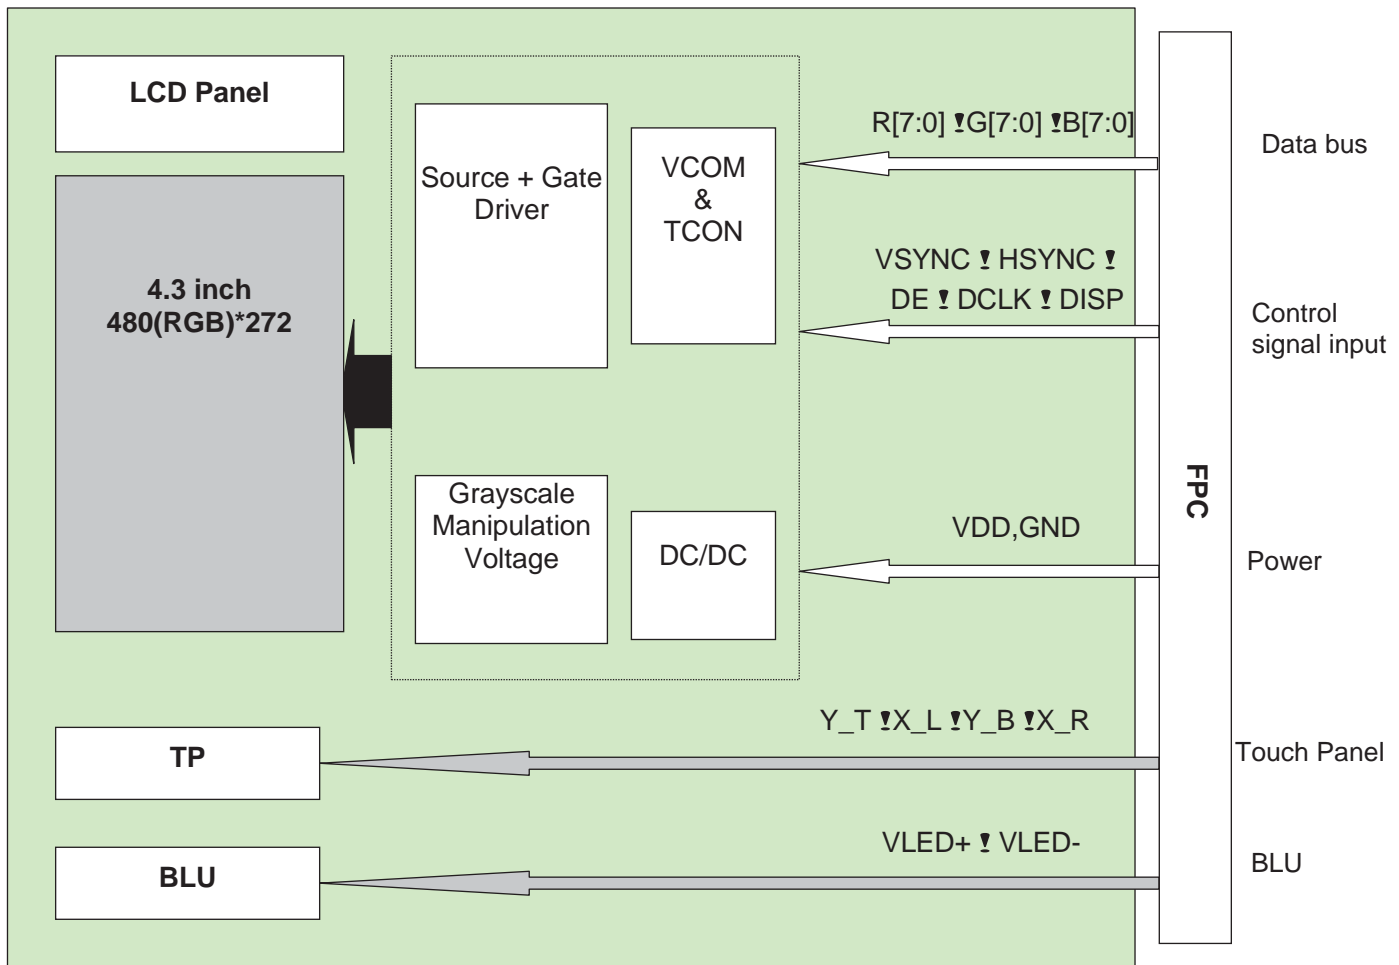 LCD Panel
4.3 inch
480(RGB)*272
Source + Gate
Driver
VCOM
&
TCON
Grayscale
Manipulation
Voltage
DC/DC
R[7:0] ❢G[7:0] ❢B[7:0]
VSYNC ❢ HSYNC ❢
DE ❢ DCLK ❢ DISP
VDD,GND
Y_T ❢X_L ❢Y_B ❢X_R
VLED+ ❢ VLED-
TP
BLU
FPC
Data bus
Control
signal input
Power
Touch Panel
BLU